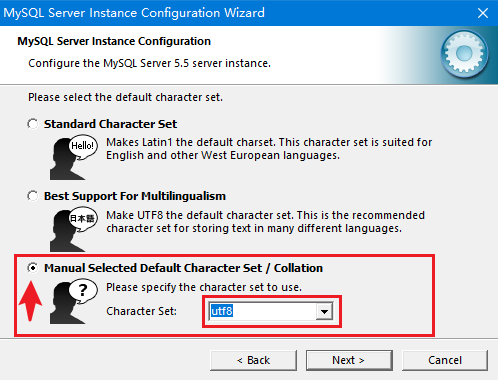 MySQL Server Instance Configuration Wizard
MySQL Server Instance Configuration
Configure the MySQL Server 5.5 server instance.
Please select the default character set.
Standard Character Set
Hello!
Makes Latin1 the default charset. This character set is suited for
English and other West European languages.
Best Support For Multilingualism
日本語
Make UTF8 the default character set. This is the recommended
character set for storing text in many different languages.
Manual Selected Default Character Set / Collation
?
Please specify the character set to use.
Character Set: utf8
< Back Next > Cancel